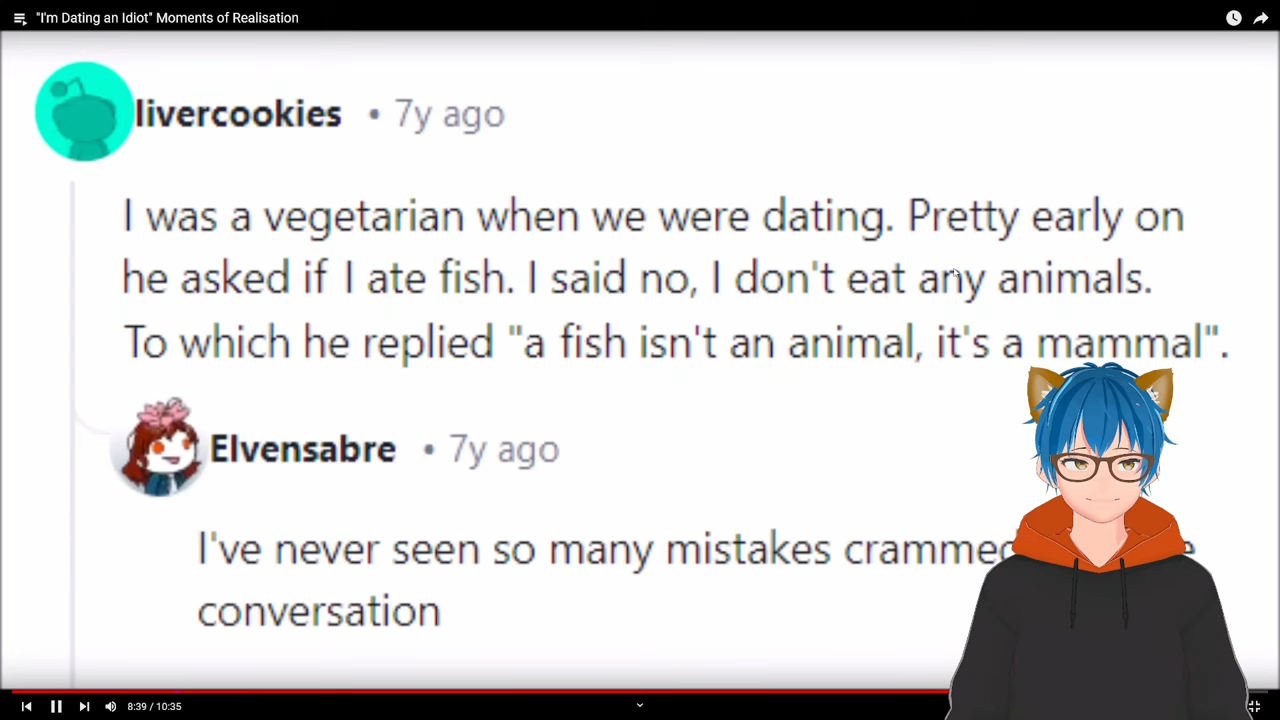 "I'm Dating an Idiot" Moments of Realisation
livercookies • 7y ago
I was a vegetarian when we were dating. Pretty early on
he asked if I ate fish. I said no, I don't eat any animals.
To which he replied "a fish isn't an animal, it's a mammal".
Elvensabre • 7y ago
I've never seen so many mistakes crammed
conversation
8:39 / 10:35